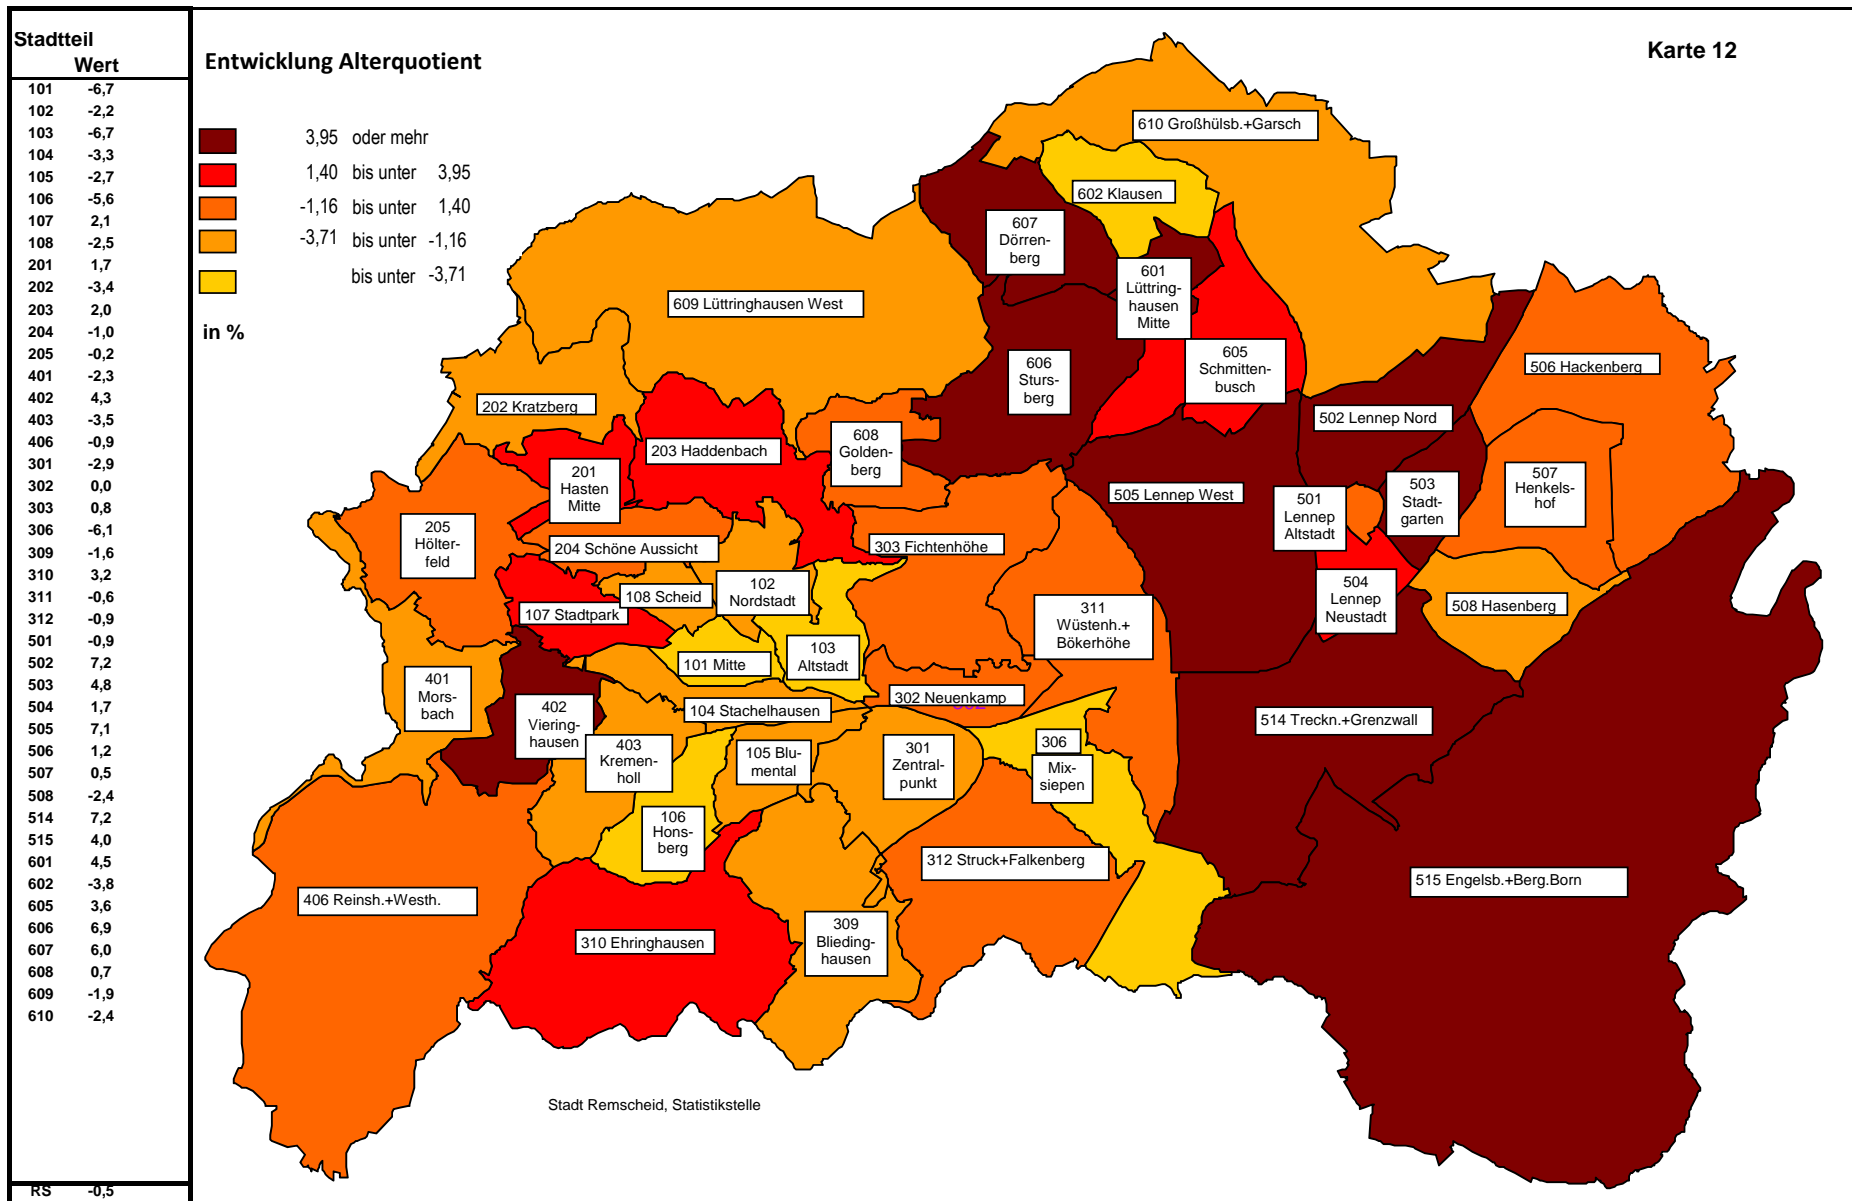 Stadtteil
Wert
101 -6,7
102 -2,2
103 -6,7
104 -3,3
105 -2,7
106 -5,6
107 2,1
108 -2,5
201 1,7
202 -3,4
203 2,0
204 -1,0
205 -0,2
401 -2,3
402 4,3
403 -3,5
406 -0,9
301 -2,9
302 0,0
303 0,8
306 -6,1
309 -1,6
310 3,2
311 -0,6
312 -0,9
501 -0,9
502 7,2
503 4,8
504 1,7
505 7,1
506 1,2
507 0,5
508 -2,4
514 7,2
515 4,0
601 4,5
602 -3,8
605 3,6
606 6,9
607 6,0
608 0,7
609 -1,9
610 -2,4
RS -0,5
Entwicklung Alterquotient
Karte 12
3,95 oder mehr
1,40 bis unter 3,95
-1,16 bis unter 1,40
-3,71 bis unter -1,16
bis unter -3,71
in %
610 Großhülsb.+Garsch
602 Klausen
607
Dörren-
berg
601
Lüttring-
hausen
Mitte
609 Lüttringhausen West
606
Sturs-
berg
605
Schmitten-
busch
506 Hackenberg
202 Kratzberg
502 Lennep Nord
203 Haddenbach
608
Golden-
berg
201
Hasten
Mitte
505 Lennep West
501
Lennep
Altstadt
503
Stadt-
garten
507
Henkels-
hof
205
Hölter-
feld
204 Schöne Aussicht
303 Fichtenhöhe
108 Scheid
102
Nordstadt
107 Stadtpark
504
Lennep
Neustadt
508 Hasenberg
311
Wüstenh.+
Bökerhöhe
103
Altstadt
101 Mitte
401
Mors-
bach
402
Viering-
hausen
302 Neuenkamp
104 Stachelhausen
514 Treckn.+Grenzwall
403
Kremen-
holl
105 Blu-
mental
301
Zentral-
punkt
306
Mix-
siepen
106
Hons-
berg
312 Struck+Falkenberg
515 Engelsb.+Berg.Born
406 Reinsh.+Westh.
310 Ehringhausen
309
Blieding-
hausen
Stadt Remscheid, Statistikstelle